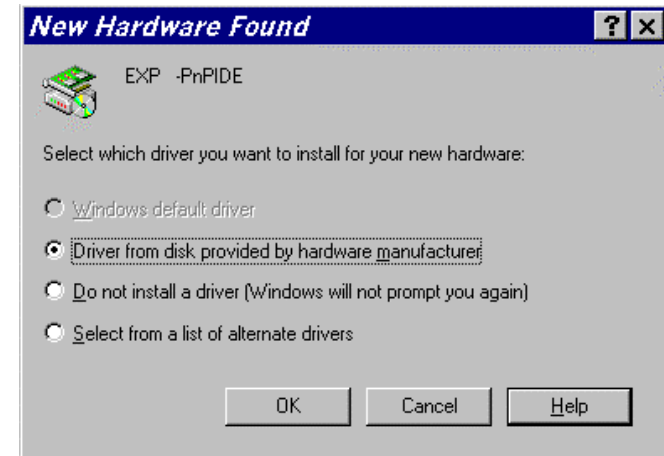 New Hardware Found
EXP -PnPIDE
Select which driver you want to install for your new hardware:
Windows default driver
Driver from disk provided by hardware manufacturer
Do not install a driver (Windows will not prompt you again)
Select from a list of alternate drivers
OK Cancel Help